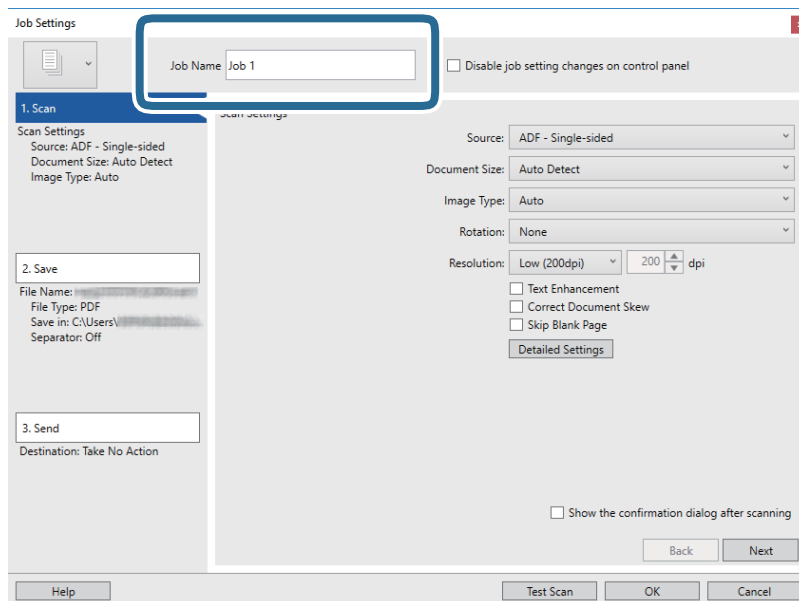 Job Settings
Job Name Job 1
Disable job setting changes on control panel
1. Scan
Scan Settings
Source: ADF - Single-sided
Document Size: Auto Detect
Image Type: Auto
2. Save
File Name:
File Type: PDF
Save in: C:\Users\
Separator: Off
3. Send
Destination: Take No Action
Scan Settings
Source: ADF - Single-sided
Document Size: Auto Detect
Image Type: Auto
Rotation: None
Resolution: Low (200dpi) 200 dpi
Text Enhancement
Correct Document Skew
Skip Blank Page
Detailed Settings
Show the confirmation dialog after scanning
Back Next
Help Test Scan OK Cancel